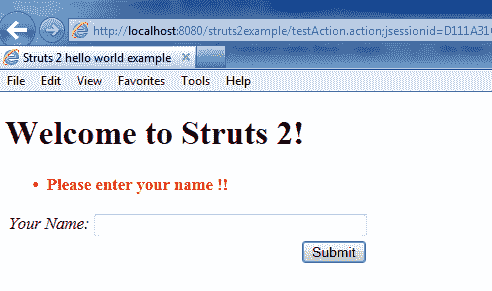 http://localhost:8080/struts2example/testAction.action;jsessionid=D111A31
Struts 2 hello world example
File Edit View Favorites Tools Help
Welcome to Struts 2!
• Please enter your name !!
Your Name:
Submit